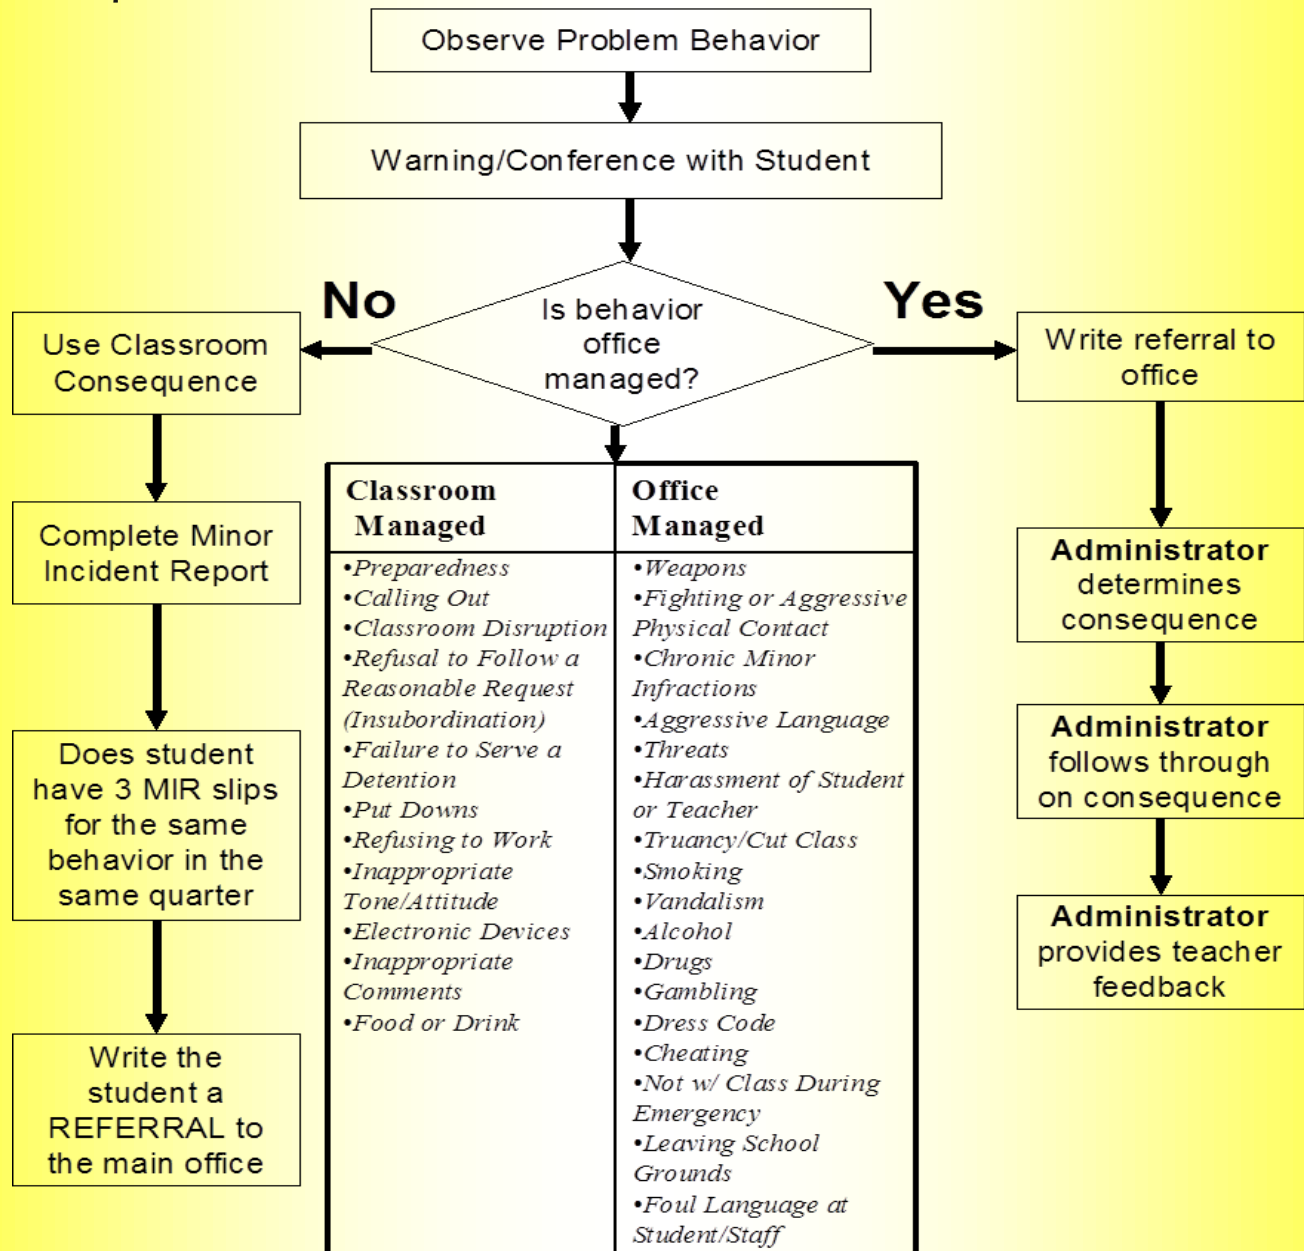 Observe Problem Behavior
Warning/Conference with Student
Is behavior
office
managed?
No
Yes
Use Classroom
Consequence
Complete Minor
Incident Report
Does student
have 3 MIR slips
for the same
behavior in the
same quarter
Write the
student a
REFERRAL to
the main office
Classroom
Managed
•Preparedness
•Calling Out
•Classroom Disruption
•Refusal to Follow a
Reasonable Request
(Insubordination)
•Failure to Serve a
Detention
•Put Downs
•Refusing to Work
•Inappropriate
Tone/Attitude
•Electronic Devices
•Inappropriate
Comments
•Food or Drink
Office
Managed
•Weapons
•Fighting or Aggressive
Physical Contact
•Chronic Minor
Infractions
•Aggressive Language
•Threats
•Harassment of Student
or Teacher
•Truancy/Cut Class
•Smoking
•Vandalism
•Alcohol
•Drugs
•Gambling
•Dress Code
•Cheating
•Not w/ Class During
Emergency
•Leaving School
Grounds
•Foul Language at
Student/Staff
Write referral to
office
Administrator
determines
consequence
Administrator
follows through
on consequence
Administrator
provides teacher
feedback